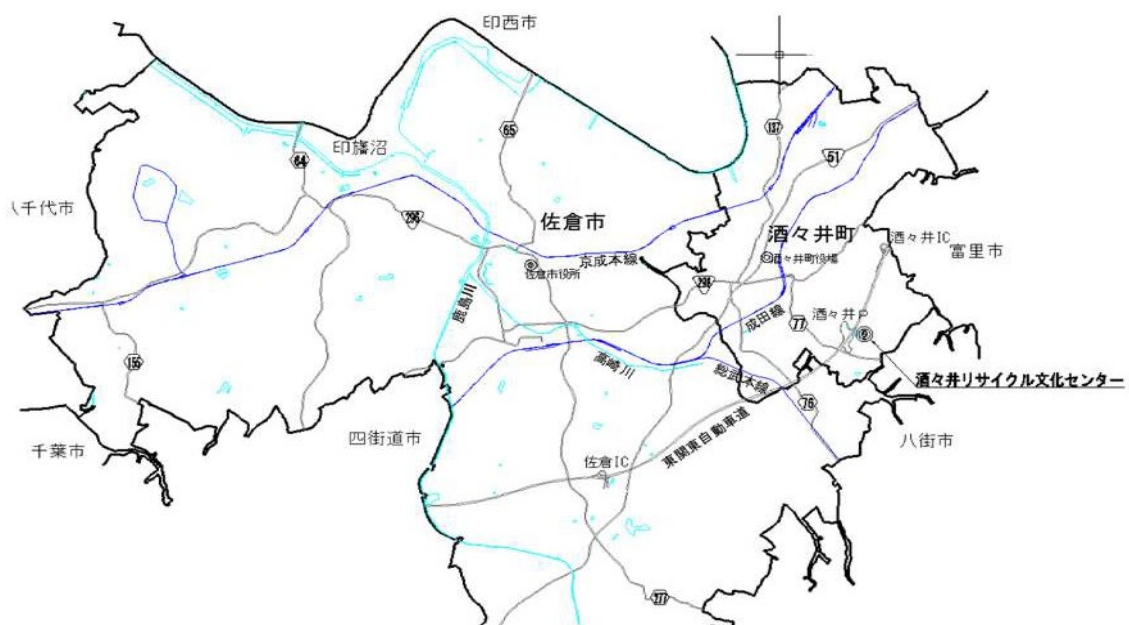 印西市
65
137
64
印旛沼
51
八千代市
296
佐倉市
酒々井町
酒々井IC
富里市
京成本線
佐倉市役所
酒々井町役場
鹿島川
296
成田線
77
酒々井P
156
高崎川
総武本線
酒々井リサイクル文化センター
76
千葉市
四街道市
東関東自動車道
八街市
佐倉IC
277